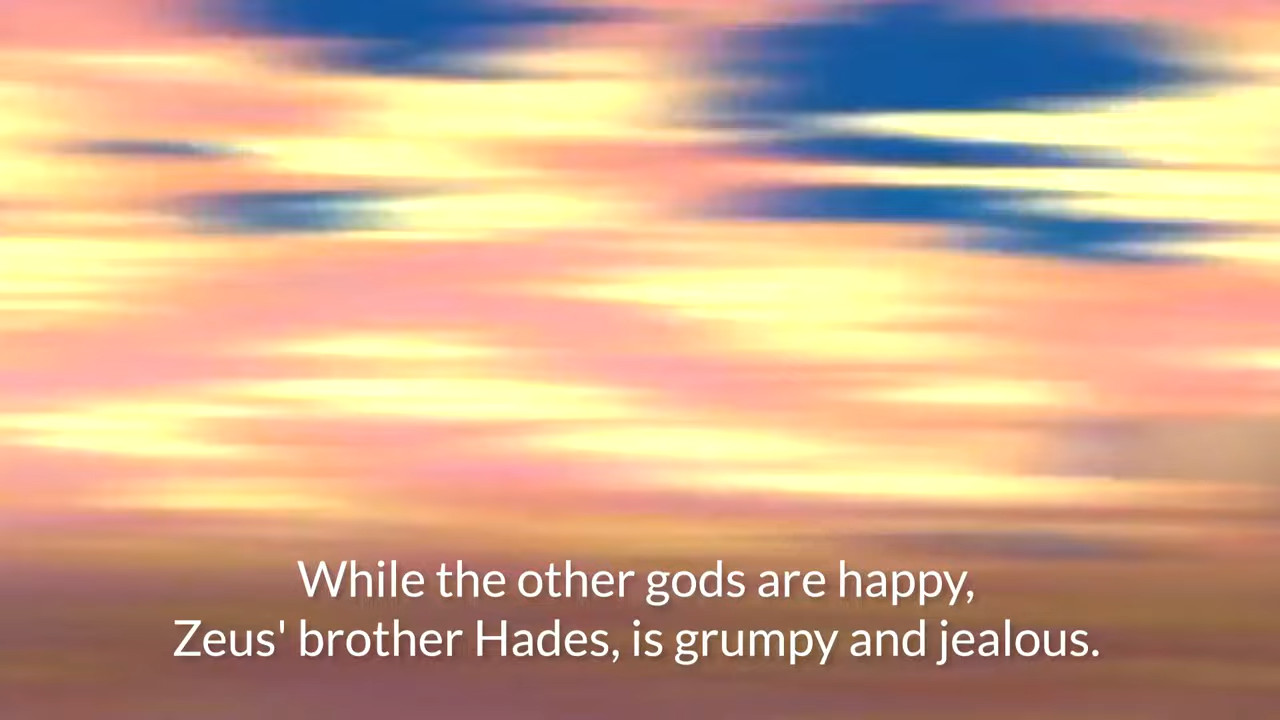 While the other gods are happy,
Zeus' brother Hades, is grumpy and jealous.